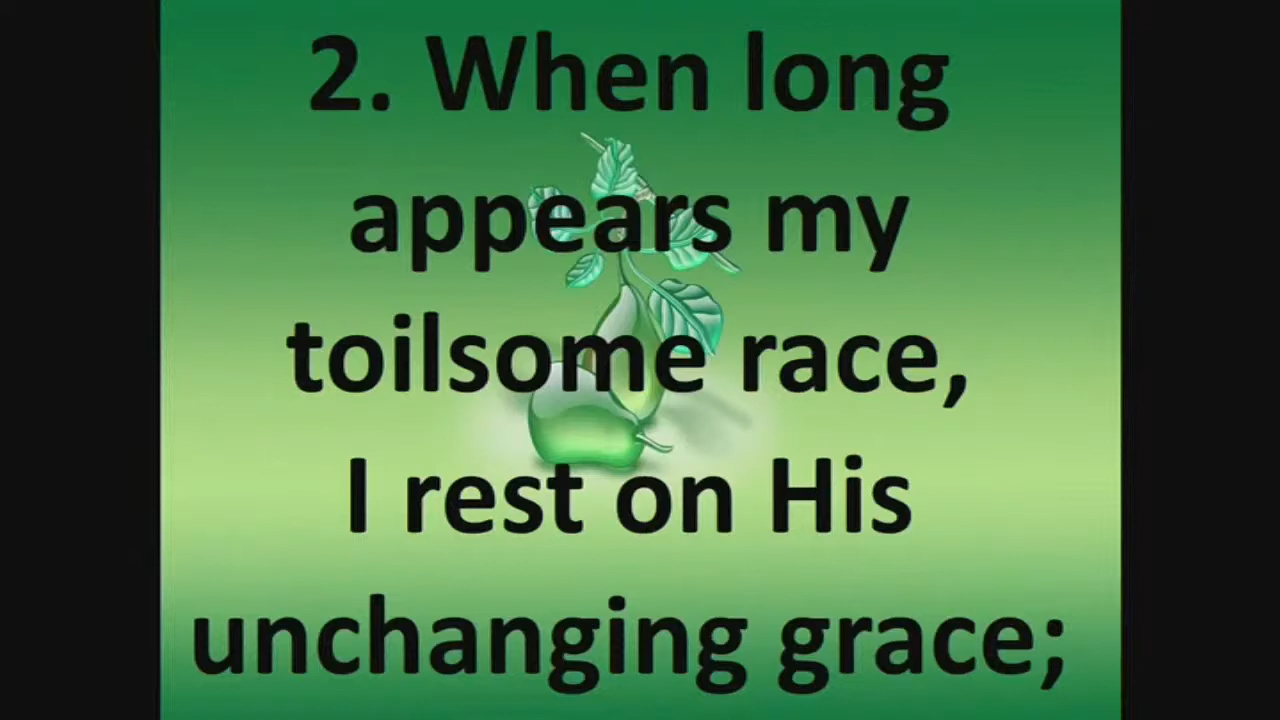 2. When long
appears my
toilsome race,
I rest on His
unchanging grace;